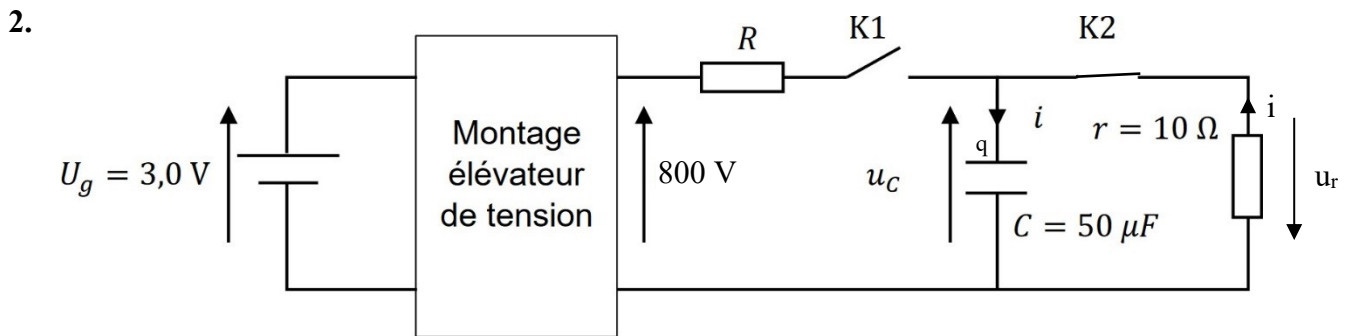 2.
R
K1
K2
U_g = 3,0 V
Montage
élévateur
de tension
800 V
u_C
i
q
C = 50 μF
r = 10 Ω
i
u_r